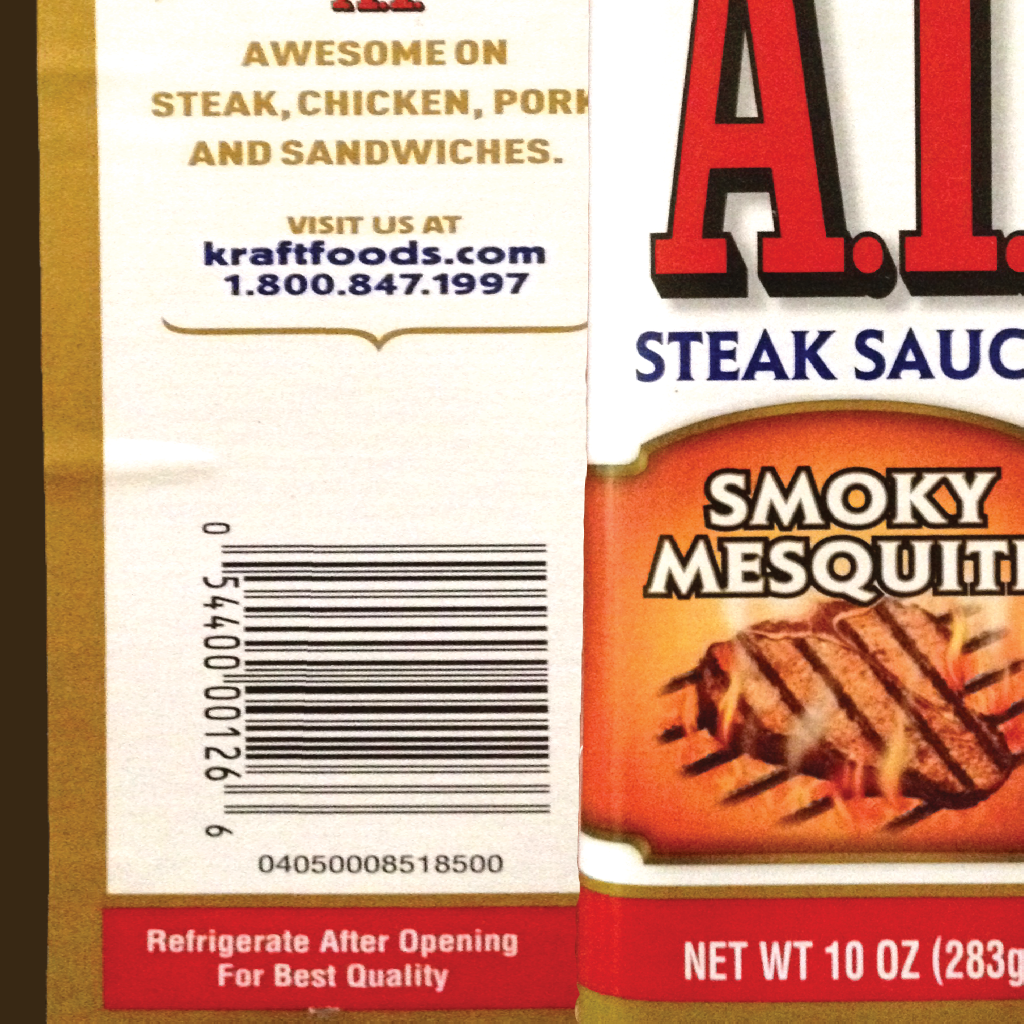 AWESOME ON
STEAK, CHICKEN, PORK
AND SANDWICHES.
VISIT US AT
kraftfoods.com
1.800.847.1997
0 54400 00126 6
04050008518500
Refrigerate After Opening
For Best Quality
A.1.
STEAK SAUC
SMOKY
MESQUITE
NET WT 10 OZ (283g